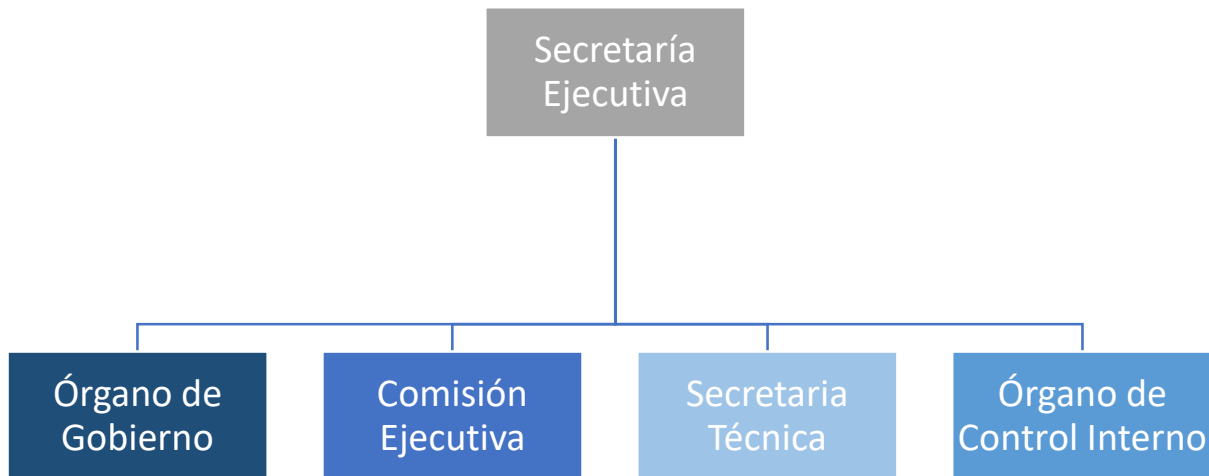 Secretaría
Ejecutiva
Órgano de
Gobierno
Comisión
Ejecutiva
Secretaria
Técnica
Órgano de
Control Interno